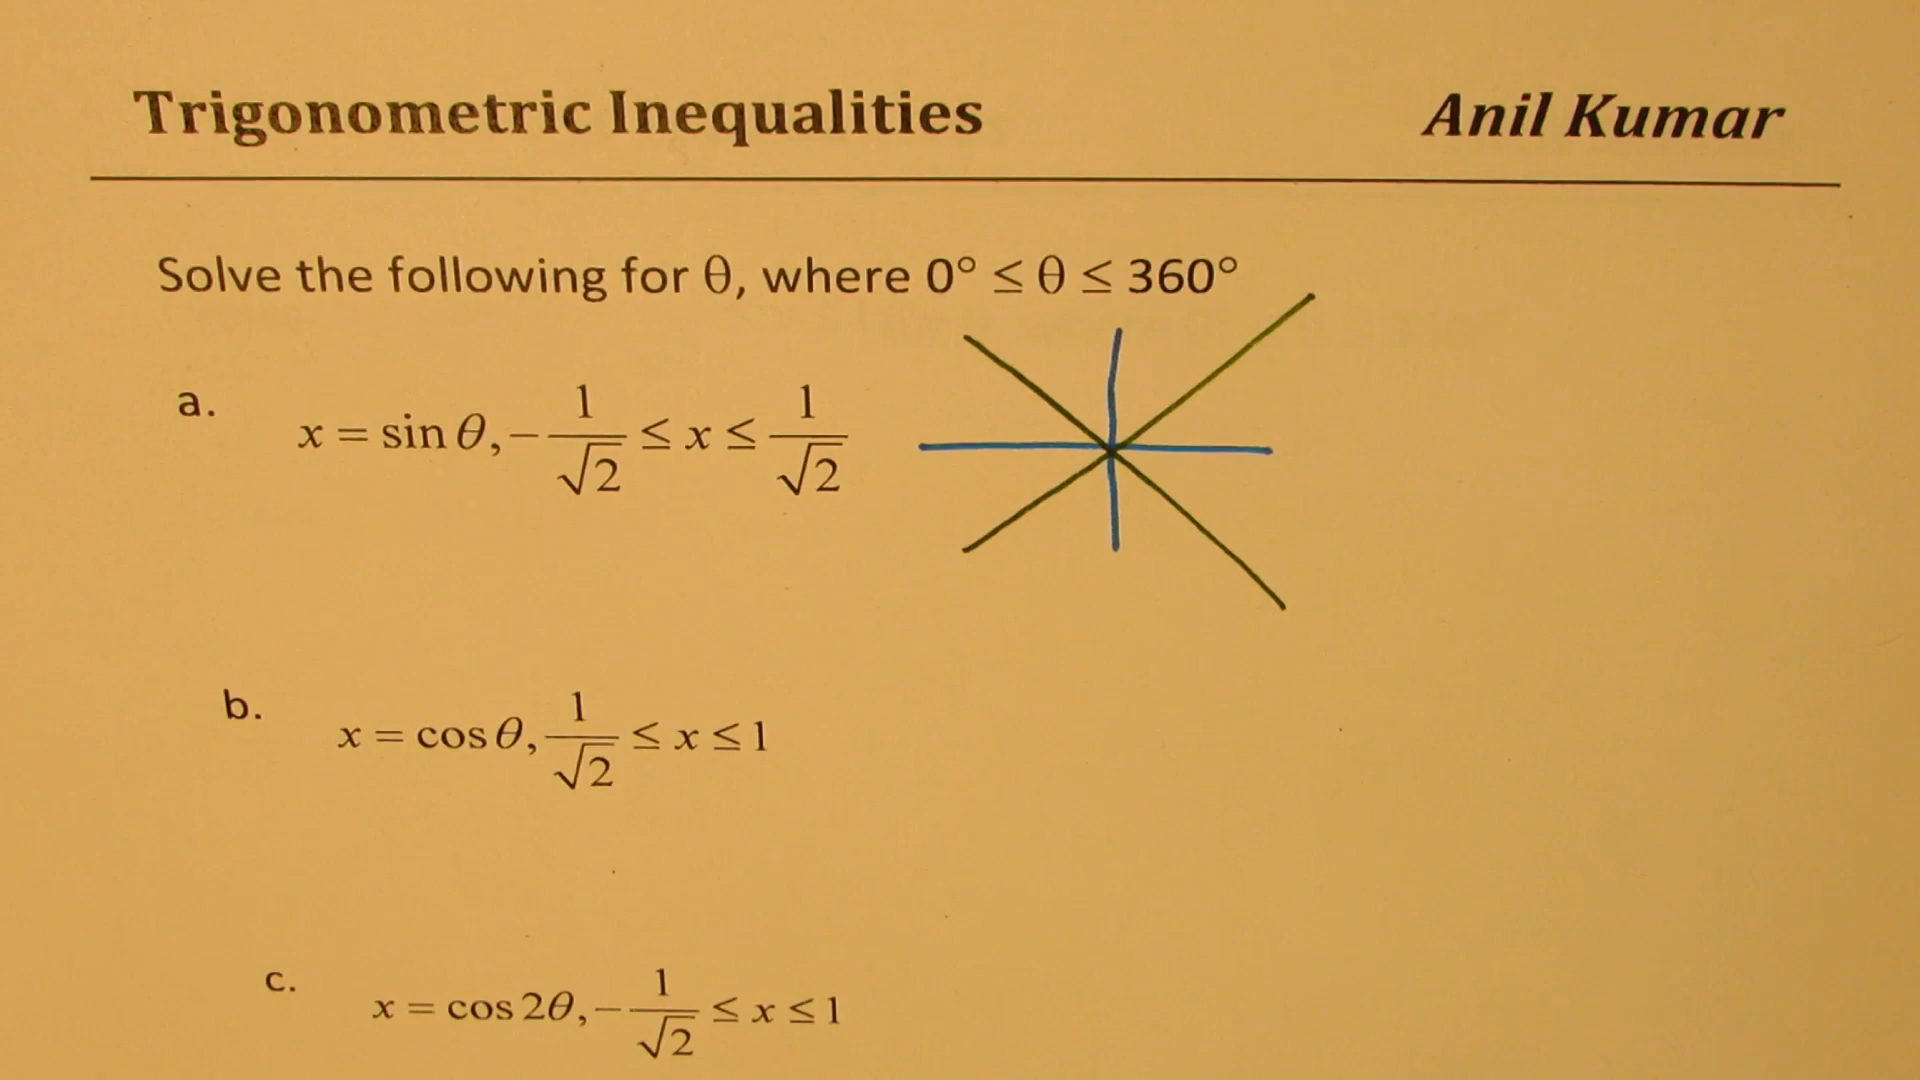 Trigonometric Inequalities Anil Kumar
Solve the following for θ, where 0° ≤ θ ≤ 360°
a. x = sin θ, −1/√2 ≤ x ≤ 1/√2
b. x = cos θ, 1/√2 ≤ x ≤ 1
c. x = cos 2θ, −1/√2 ≤ x ≤ 1